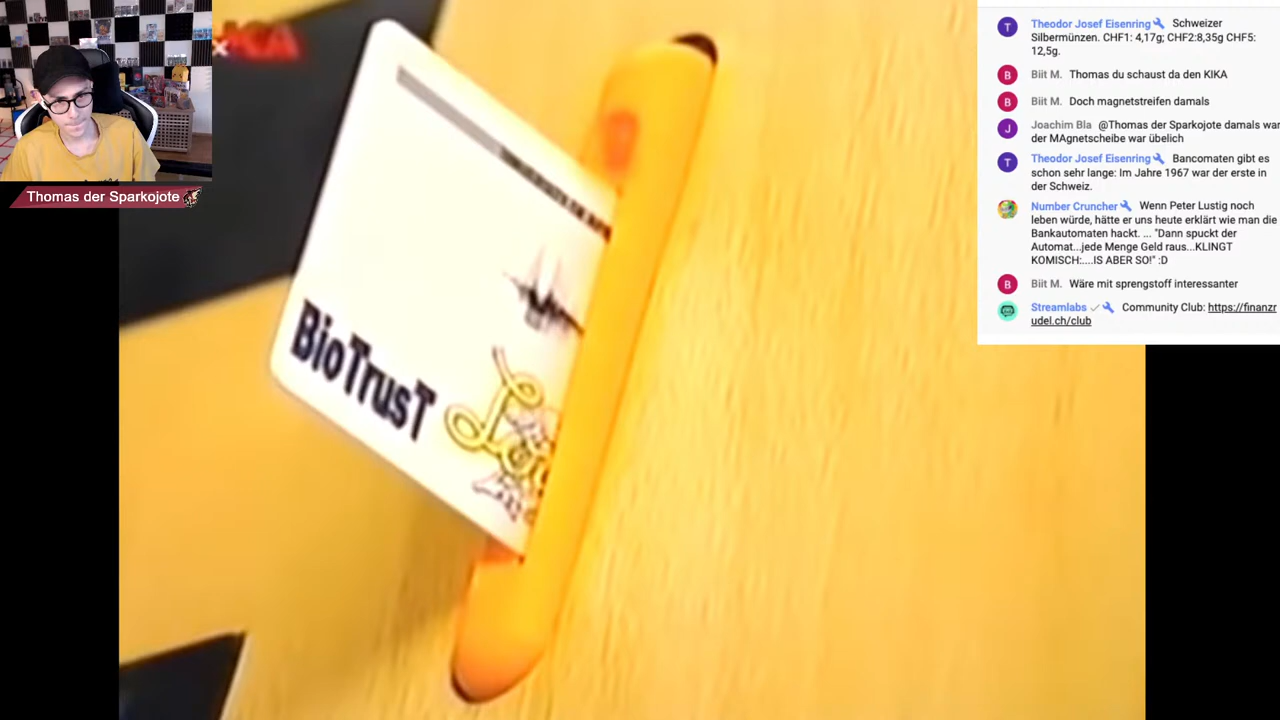 Thomas der Sparkojote
BioTrusT
Theodor Josef Eisenring Schweizer
Silbermünzen. CHF1: 4,17g; CHF2:8,35g CHF5:
12,5g.
Biit M. Thomas du schaust da den KIKA
Biit M. Doch magnetstreifen damals
Joachim Bla @Thomas der Sparkojote damals war
der MAgnetscheibe war übelich
Theodor Josef Eisenring Bancomaten gibt es
schon sehr lange: Im Jahre 1967 war der erste in
der Schweiz.
Number Cruncher Wenn Peter Lustig noch
leben würde, hätte er uns heute erklärt wie man die
Bankautomaten hackt. ... "Dann spuckt der
Automat...jede Menge Geld raus...KLINGT
KOMISCH:....IS ABER SO!" :D
Biit M. Wäre mit sprengstoff interessanter
Streamlabs Community Club: https://finanzr
udel.ch/club